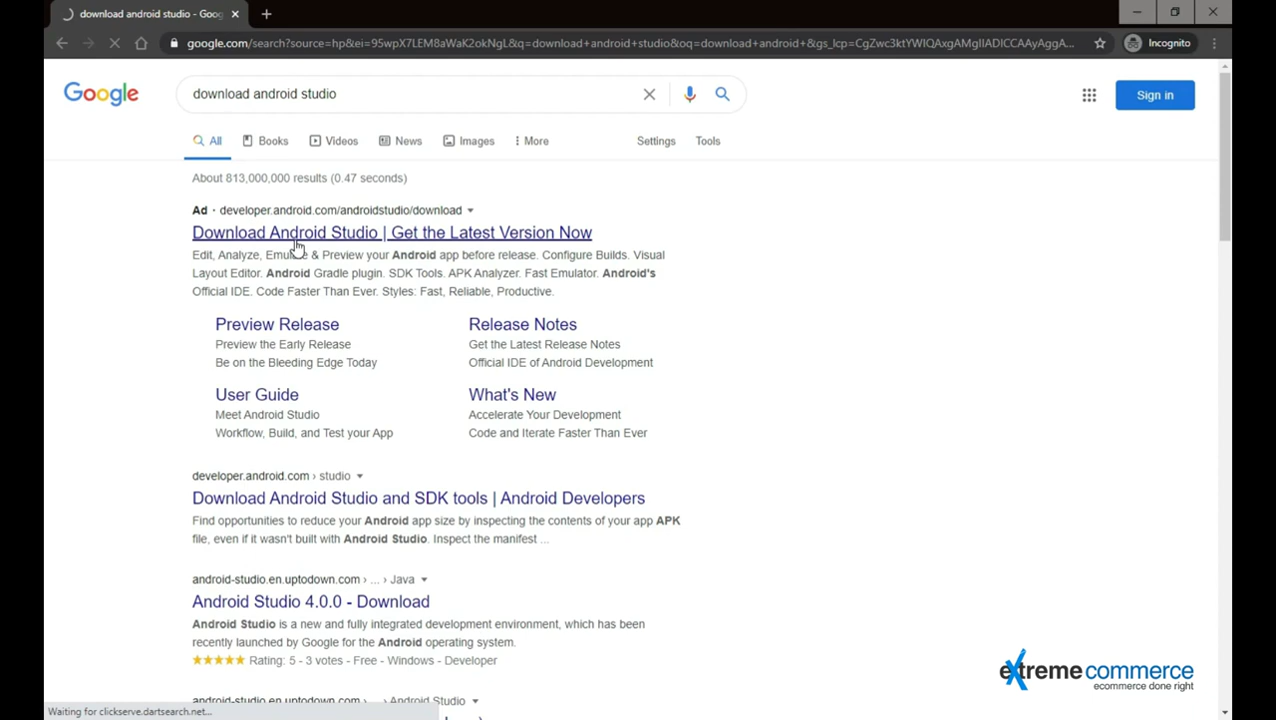 download android studio - Goog
google.com/search?source=hp&ei=95wpX7LEM8aWaK2okNgL&q=download+android+studio&oq=download+android+&gs_lcp=CgZwc3ktYWIQAxgAMgIIADICCAAyAggA...
Incognito
Google
download android studio
Sign in
All Books Videos News Images More Settings Tools
About 813,000,000 results (0.47 seconds)
Ad · developer.android.com/androidstudio/download
Download Android Studio | Get the Latest Version Now
Edit, Analyze, Emulate & Preview your Android app before release. Configure Builds. Visual
Layout Editor. Android Gradle plugin. SDK Tools. APK Analyzer. Fast Emulator. Android's
Official IDE. Code Faster Than Ever. Styles: Fast, Reliable, Productive.
Preview Release
Preview the Early Release
Be on the Bleeding Edge Today
Release Notes
Get the Latest Release Notes
Official IDE of Android Development
User Guide
Meet Android Studio
Workflow, Build, and Test your App
What's New
Accelerate Your Development
Code and Iterate Faster Than Ever
developer.android.com › studio
Download Android Studio and SDK tools | Android Developers
Find opportunities to reduce your Android app size by inspecting the contents of your app APK
file, even if it wasn't built with Android Studio. Inspect the manifest ...
android-studio.en.uptodown.com › ... › Java
Android Studio 4.0.0 - Download
Android Studio is a new and fully integrated development environment, which has been
recently launched by Google for the Android operating system.
Rating: 5 - 3 votes - Free - Windows - Developer
android-studio.en.uptodown.com › ... › Android Studio
Waiting for clickserve.dartsearch.net...
extreme commerce
ecommerce done right